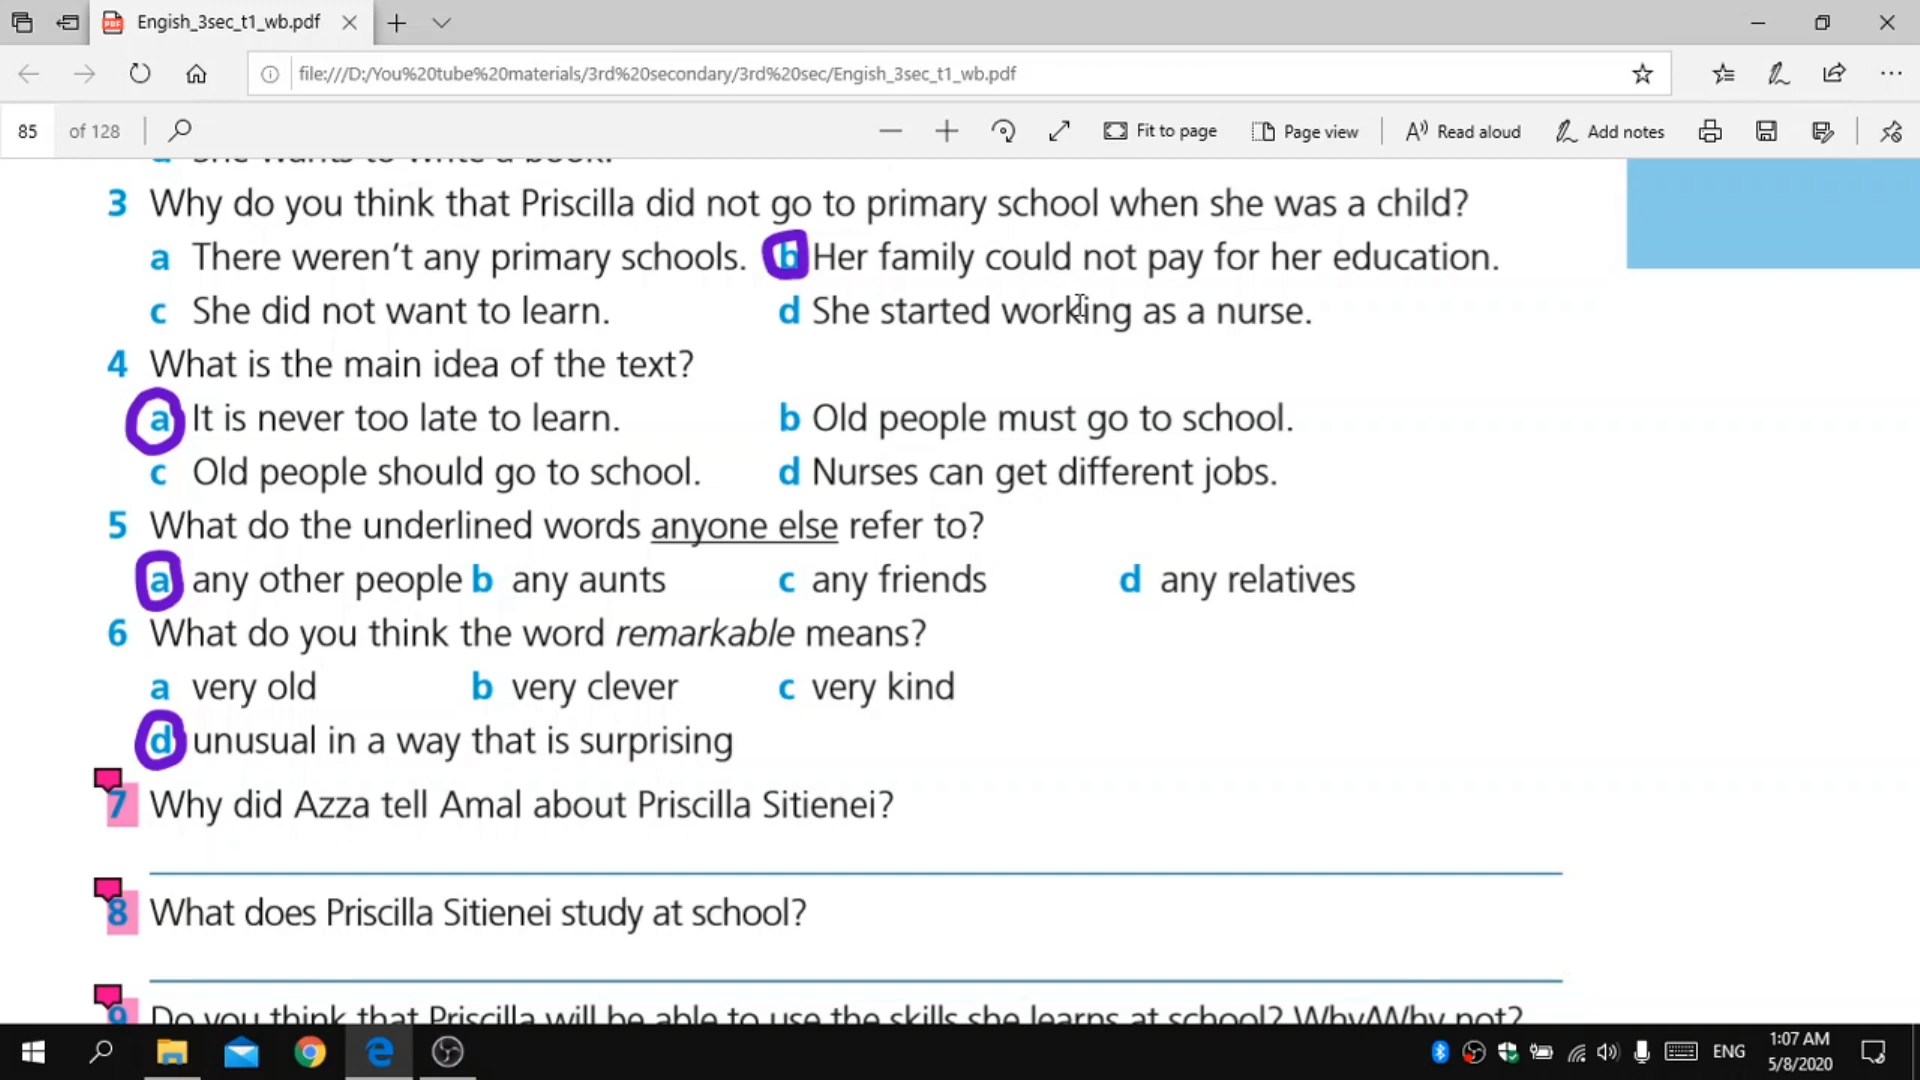 Engish_3sec_t1_wb.pdf
file:///D:/You%20tube%20materials/3rd%20secondary/3rd%20sec/Engish_3sec_t1_wb.pdf
85 of 128 Fit to page Page view Read aloud Add notes
d She wants to write a book.
3 Why do you think that Priscilla did not go to primary school when she was a child?
a There weren't any primary schools. b Her family could not pay for her education.
c She did not want to learn. d She started working as a nurse.
4 What is the main idea of the text?
a It is never too late to learn. b Old people must go to school.
c Old people should go to school. d Nurses can get different jobs.
5 What do the underlined words anyone else refer to?
a any other people b any aunts c any friends d any relatives
6 What do you think the word remarkable means?
a very old b very clever c very kind
d unusual in a way that is surprising
7 Why did Azza tell Amal about Priscilla Sitienei?
8 What does Priscilla Sitienei study at school?
9 Do you think that Priscilla will be able to use the skills she learns at school? Why/Why not?
ENG 1:07 AM
5/8/2020